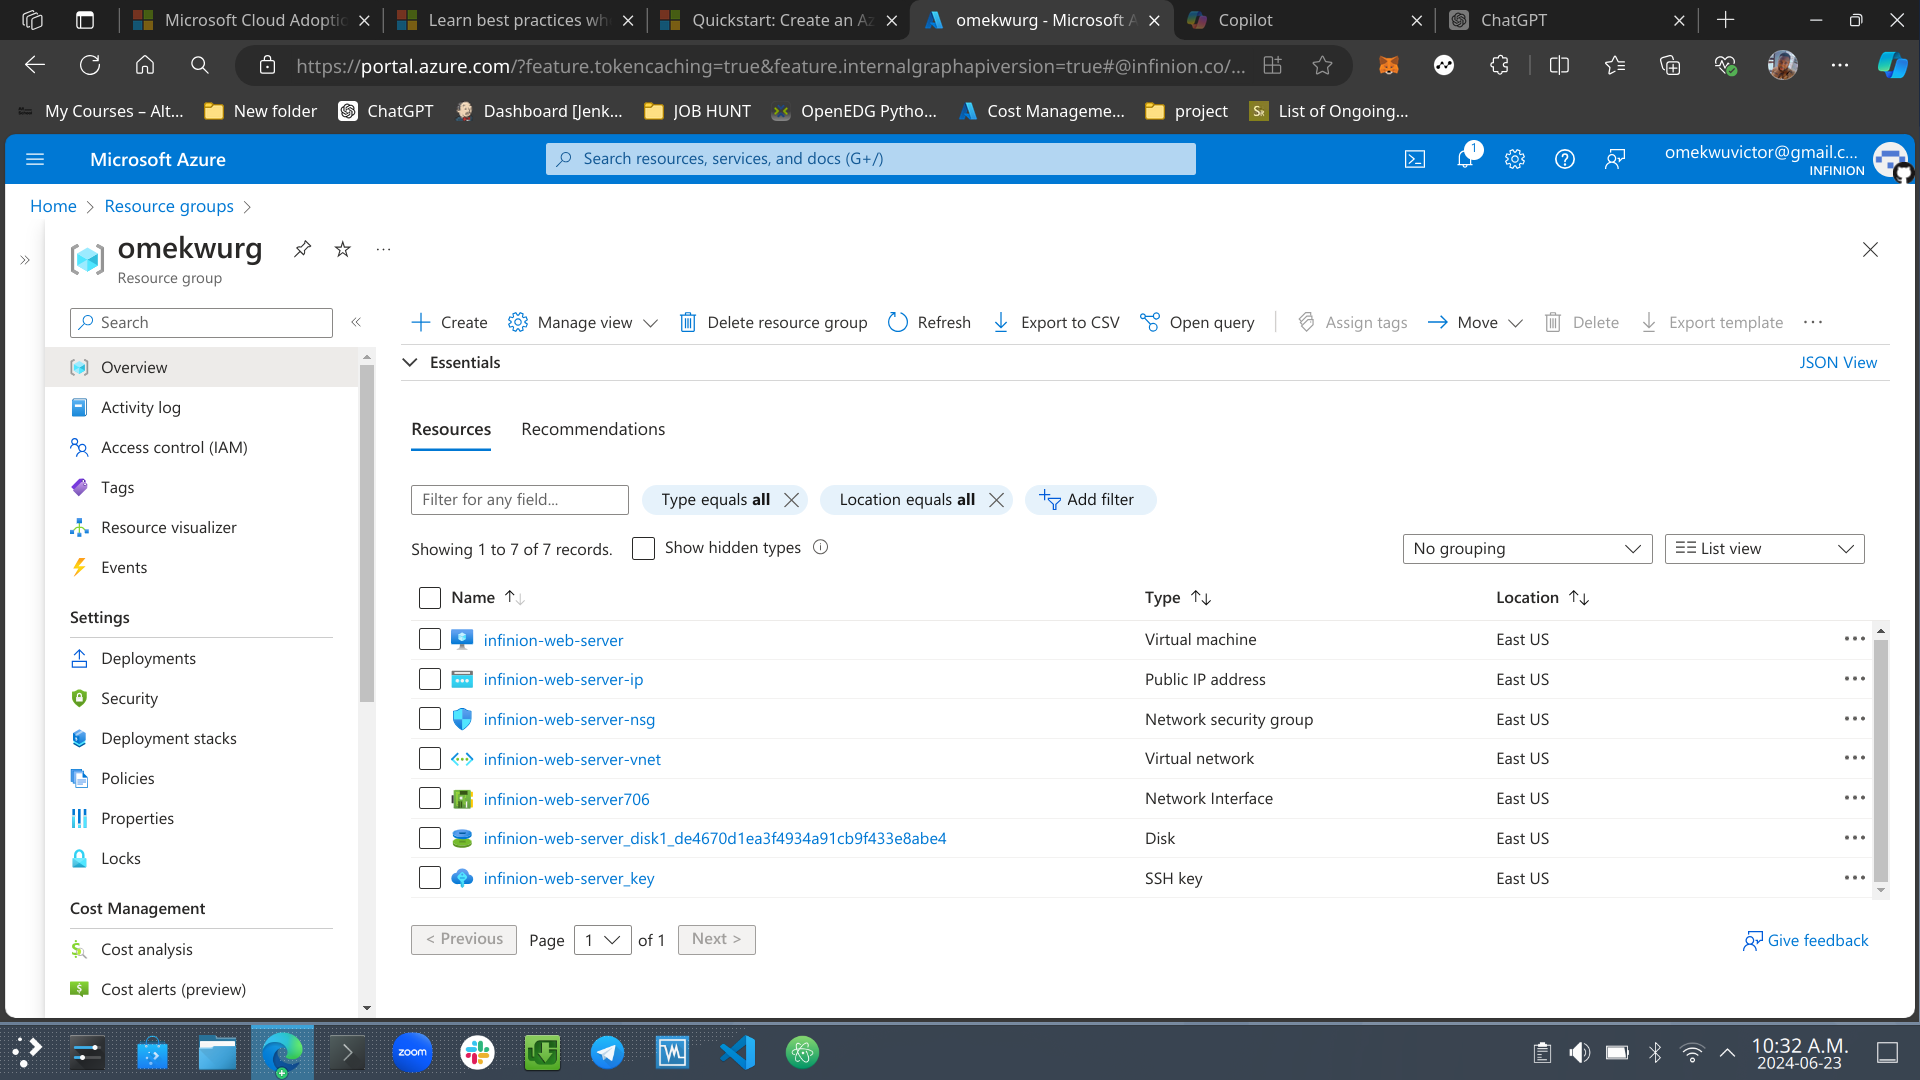 Microsoft Cloud Adoptic
Learn best practices wh
Quickstart: Create an Az
omekwurg - Microsoft A
Copilot
ChatGPT
https://portal.azure.com/?feature.tokencaching=true&feature.internalgraphapiversion=true#@infinion.co/...
My Courses – Alt...
New folder
ChatGPT
Dashboard [Jenk...
JOB HUNT
OpenEDG Pytho...
Cost Manageme...
project
List of Ongoing...
Microsoft Azure
Search resources, services, and docs (G+/)
1
omekwuvictor@gmail.c...
INFINION
Home
Resource groups
omekwurg
Resource group
Search
Create
Manage view
Delete resource group
Refresh
Export to CSV
Open query
Assign tags
Move
Delete
Export template
Essentials
JSON View
Overview
Activity log
Access control (IAM)
Tags
Resource visualizer
Events
Settings
Deployments
Security
Deployment stacks
Policies
Properties
Locks
Cost Management
Cost analysis
Cost alerts (preview)
Resources
Recommendations
Filter for any field...
Type equals all
Location equals all
Add filter
Showing 1 to 7 of 7 records.
Show hidden types
No grouping
List view
Name
Type
Location
infinion-web-server
Virtual machine
East US
infinion-web-server-ip
Public IP address
East US
infinion-web-server-nsg
Network security group
East US
infinion-web-server-vnet
Virtual network
East US
infinion-web-server706
Network Interface
East US
infinion-web-server_disk1_de4670d1ea3f4934a91cb9f433e8abe4
Disk
East US
infinion-web-server_key
SSH key
East US
< Previous
Page
1
of 1
Next >
Give feedback
zoom
10:32 A.M.
2024-06-23